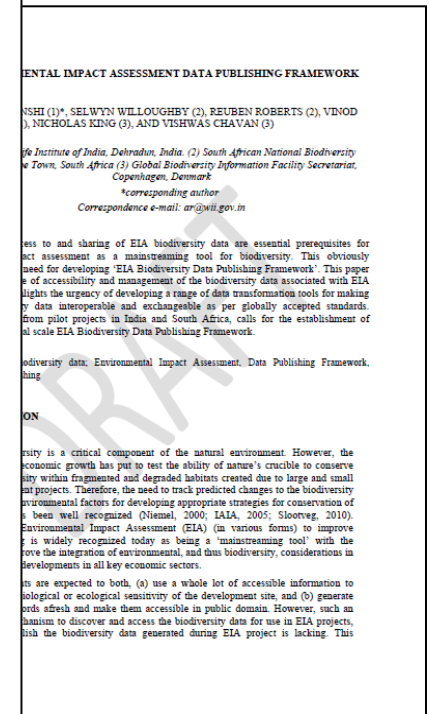 ENTAL IMPACT ASSESSMENT DATA PUBLISHING FRAMEWORK
NSHI (1)*, SELWYN WILLOUGHBY (2), REUBEN ROBERTS (2), VINOD
), NICHOLAS KING (3), AND VISHWAS CHAVAN (3)
ife Institute of India, Dehradun, India. (2) South African National Biodiversity
e Town, South Africa (3) Global Biodiversity Information Facility Secretariat,
Copenhagen, Denmark
*corresponding author
Correspondence e-mail: ar@wii.gov.in
ess to and sharing of EIA biodiversity data are essential prerequisites for
act assessment as a mainstreaming tool for biodiversity. This obviously
need for developing ‘EIA Biodiversity Data Publishing Framework’. This paper
e of accessibility and management of the biodiversity data associated with EIA
lights the urgency of developing a range of data transformation tools for making
y data interoperable and exchangeable as per globally accepted standards.
from pilot projects in India and South Africa, calls for the establishment of
al scale EIA Biodiversity Data Publishing Framework.
odiversity data; Environmental Impact Assessment, Data Publishing Framework,
hing
ON
rsity is a critical component of the natural environment. However, the
economic growth has put to test the ability of nature’s crucible to conserve
sity within fragmented and degraded habitats created due to large and small
ent projects. Therefore, the need to track predicted changes to the biodiversity
nvironmental factors for developing appropriate strategies for conservation of
s been well recognized (Niemel, 2000; IAIA, 2005; Slootveg, 2010).
Environmental Impact Assessment (EIA) (in various forms) to improve
g is widely recognized today as being a ‘mainstreaming tool’ with the
rove the integration of environmental, and thus biodiversity, considerations in
developments in all key economic sectors.
ts are expected to both, (a) use a whole lot of accessible information to
iological or ecological sensitivity of the development site, and (b) generate
ords afresh and make them accessible in public domain. However, such an
hanism to discover and access the biodiversity data for use in EIA projects,
lish the biodiversity data generated during EIA project is lacking. This
DRAFT